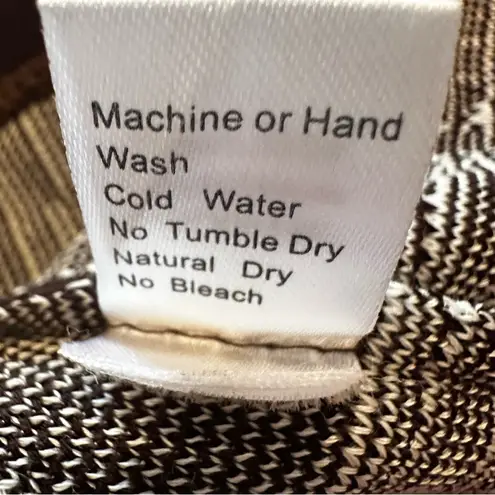 Machine or Hand
Wash
Cold Water
No Tumble Dry
Natural Dry
No Bleach